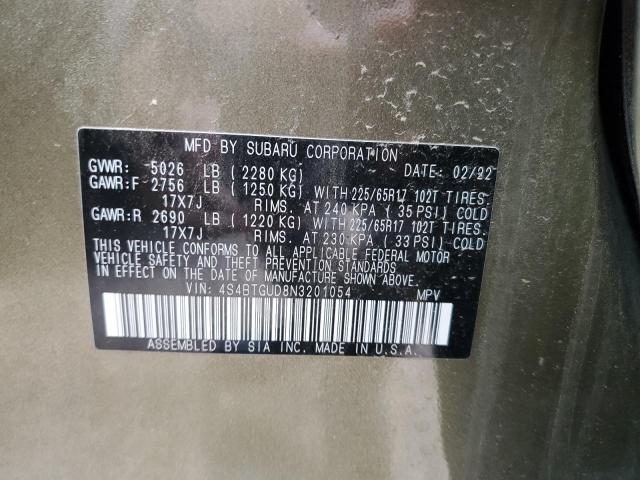 MFD BY SUBARU CORPORATION
GVWR: 5026 LB (2280 KG) DATE: 02/22
GAWR:F 2756 LB (1250 KG) WITH 225/65R17 102T TIRES.
17X7J RIMS. AT 240 KPA (35 PSI) COLD
GAWR:R 2690 LB (1220 KG) WITH 225/65R17 102T TIRES.
17X7J RIMS. AT 230 KPA (33 PSI) COLD
THIS VEHICLE CONFORMS TO ALL APPLICABLE FEDERAL MOTOR
VEHICLE SAFETY AND THEFT PREVENTION STANDARDS
IN EFFECT ON THE DATE OF MANUFACTURE SHOWN ABOVE.
VIN: 4S4BTGUD8N3201054 MPV
ASSEMBLED BY SIA INC. MADE IN U.S.A.